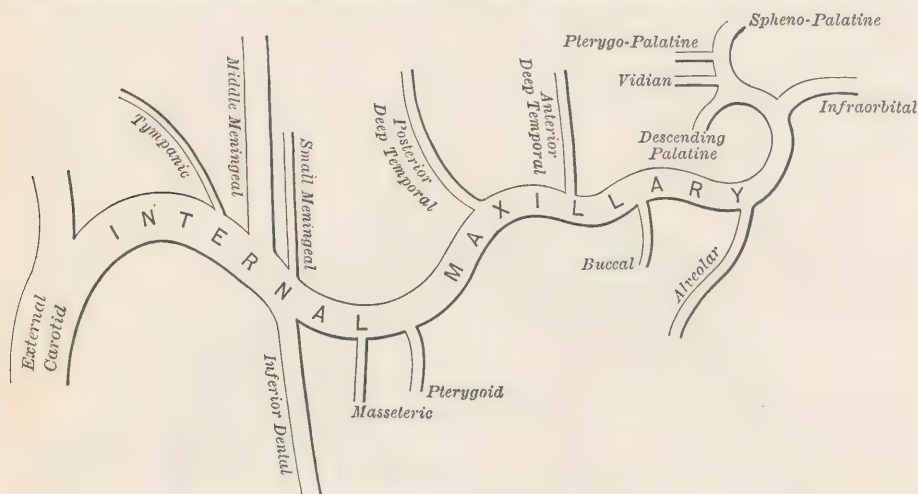 Spheno-Palatine
Pterygo-Palatine
Vidian
Infraorbital
Descending
Palatine
Anterior
Deep Temporal
Posterior
Deep Temporal
Middle Meningeal
Small Meningeal
Tympanic
INTERNAL MAXILLARY
Buccal
Alveolar
External
Carotid
Inferior Dental
Masseteric
Pterygoid